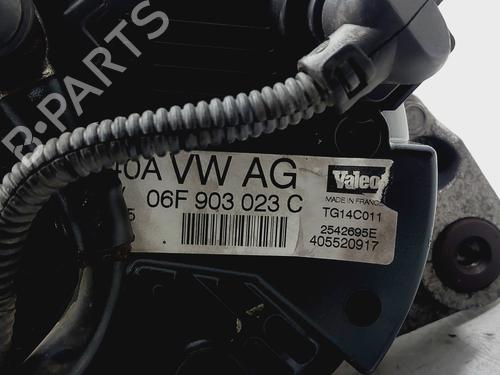 B-PARTS
40A VW AG
06F 903 023 C
Valeo
MADE IN FRANCE
TG14C011
2542695E
405520917